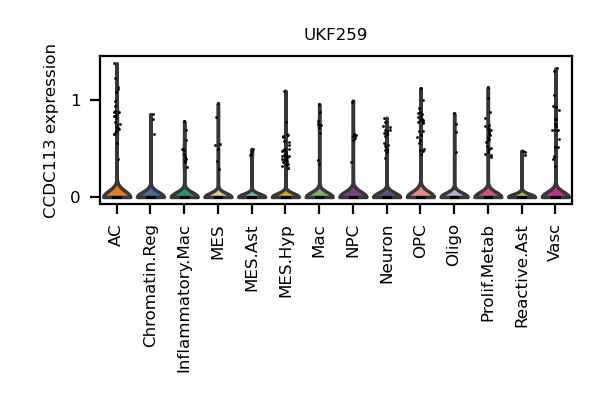 UKF259
CCDC113 expression
1
0
AC
Chromatin.Reg
Inflammatory.Mac
MES
MES.Ast
MES.Hyp
Mac
NPC
Neuron
OPC
Oligo
Prolif.Metab
Reactive.Ast
Vasc